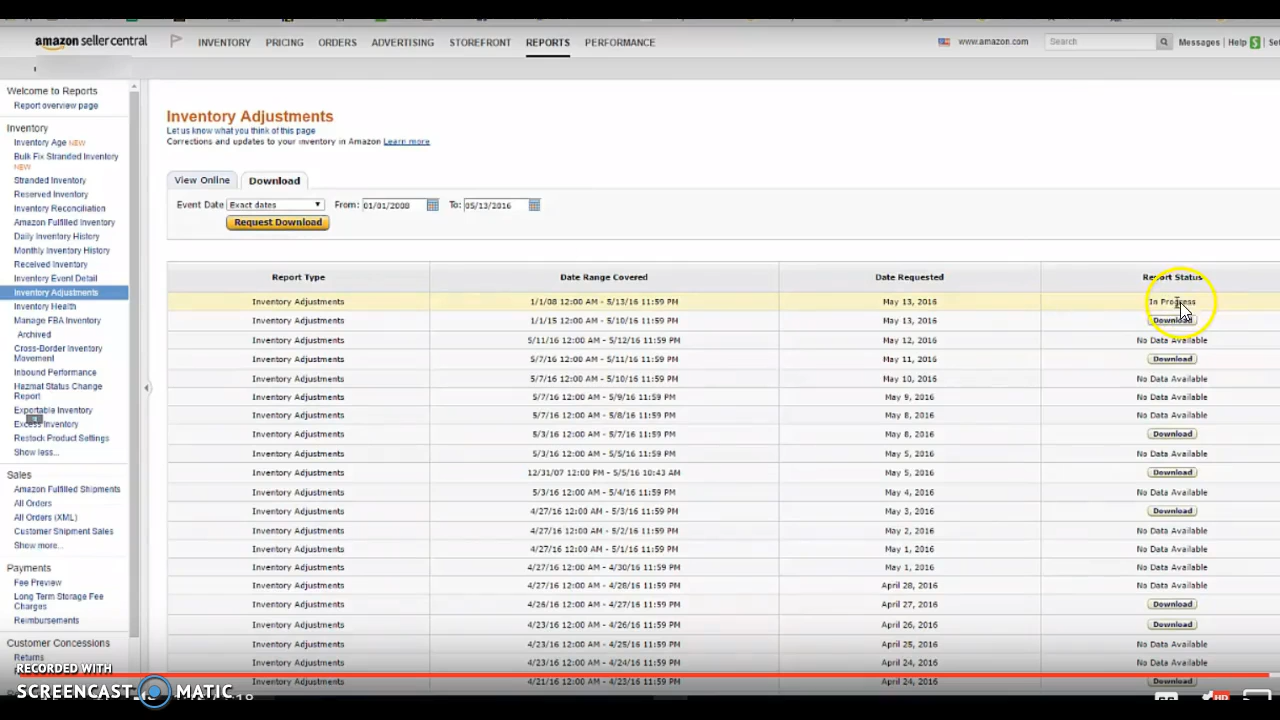 amazon seller central INVENTORY PRICING ORDERS ADVERTISING STOREFRONT REPORTS PERFORMANCE www.amazon.com Search Messages | Help
Welcome to Reports
Report overview page
Inventory
Inventory Age NEW
Bulk Fix Stranded Inventory
NEW
Stranded Inventory
Reserved Inventory
Inventory Reconciliation
Amazon Fulfilled Inventory
Daily Inventory History
Monthly Inventory History
Received Inventory
Inventory Event Detail
Inventory Adjustments
Inventory Health
Manage FBA Inventory
Archived
Cross-Border Inventory
Movement
Inbound Performance
Hazmat Status Change
Report
Exportable Inventory
Excess Inventory
Restock Product Settings
Show less...
Sales
Amazon Fulfilled Shipments
All Orders
All Orders (XML)
Customer Shipment Sales
Show more...
Payments
Fee Preview
Long Term Storage Fee
Charges
Reimbursements
Customer Concessions
Returns
Inventory Adjustments
Let us know what you think of this page
Corrections and updates to your inventory in Amazon Learn more
View Online Download
Event Date Exact dates From: 01/01/2008 To: 05/13/2016
Request Download
Report Type Date Range Covered Date Requested Report Status
Inventory Adjustments 1/1/08 12:00 AM - 5/13/16 11:59 PM May 13, 2016 In Progress
Inventory Adjustments 1/1/15 12:00 AM - 5/10/16 11:59 PM May 13, 2016 Download
Inventory Adjustments 5/11/16 12:00 AM - 5/12/16 11:59 PM May 12, 2016 No Data Available
Inventory Adjustments 5/7/16 12:00 AM - 5/11/16 11:59 PM May 11, 2016 Download
Inventory Adjustments 5/7/16 12:00 AM - 5/10/16 11:59 PM May 10, 2016 No Data Available
Inventory Adjustments 5/7/16 12:00 AM - 5/9/16 11:59 PM May 9, 2016 No Data Available
Inventory Adjustments 5/7/16 12:00 AM - 5/8/16 11:59 PM May 8, 2016 No Data Available
Inventory Adjustments 5/3/16 12:00 AM - 5/7/16 11:59 PM May 8, 2016 Download
Inventory Adjustments 5/3/16 12:00 AM - 5/5/16 11:59 PM May 5, 2016 No Data Available
Inventory Adjustments 12/31/07 12:00 PM - 5/5/16 10:43 AM May 5, 2016 Download
Inventory Adjustments 5/3/16 12:00 AM - 5/4/16 11:59 PM May 4, 2016 No Data Available
Inventory Adjustments 4/27/16 12:00 AM - 5/3/16 11:59 PM May 3, 2016 Download
Inventory Adjustments 4/27/16 12:00 AM - 5/2/16 11:59 PM May 2, 2016 No Data Available
Inventory Adjustments 4/27/16 12:00 AM - 5/1/16 11:59 PM May 1, 2016 No Data Available
Inventory Adjustments 4/27/16 12:00 AM - 4/30/16 11:59 PM May 1, 2016 No Data Available
Inventory Adjustments 4/27/16 12:00 AM - 4/28/16 11:59 PM April 28, 2016 No Data Available
Inventory Adjustments 4/26/16 12:00 AM - 4/27/16 11:59 PM April 27, 2016 Download
Inventory Adjustments 4/23/16 12:00 AM - 4/26/16 11:59 PM April 26, 2016 Download
Inventory Adjustments 4/23/16 12:00 AM - 4/25/16 11:59 PM April 25, 2016 No Data Available
Inventory Adjustments 4/23/16 12:00 AM - 4/24/16 11:59 PM April 24, 2016 No Data Available
Inventory Adjustments 4/21/16 12:00 AM - 4/23/16 11:59 PM April 24, 2016 Download
RECORDED WITH
SCREENCAST-O-MATIC
HD